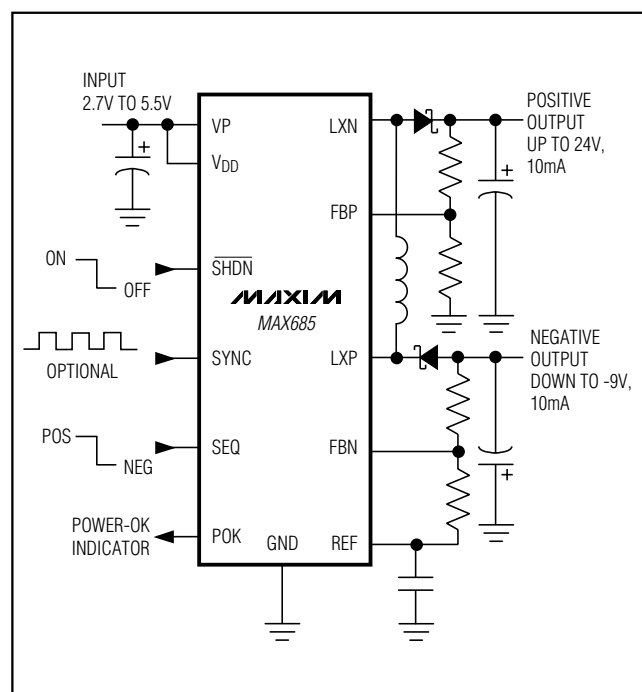 INPUT
2.7V TO 5.5V
VP
VDD
SHDN
ON
OFF
SYNC
OPTIONAL
SEQ
POS
NEG
POK
POWER-OK
INDICATOR
GND
MAXIM
MAX685
LXN
FBP
LXP
FBN
REF
POSITIVE
OUTPUT
UP TO 24V,
10mA
+
+
NEGATIVE
OUTPUT
DOWN TO -9V,
10mA
+